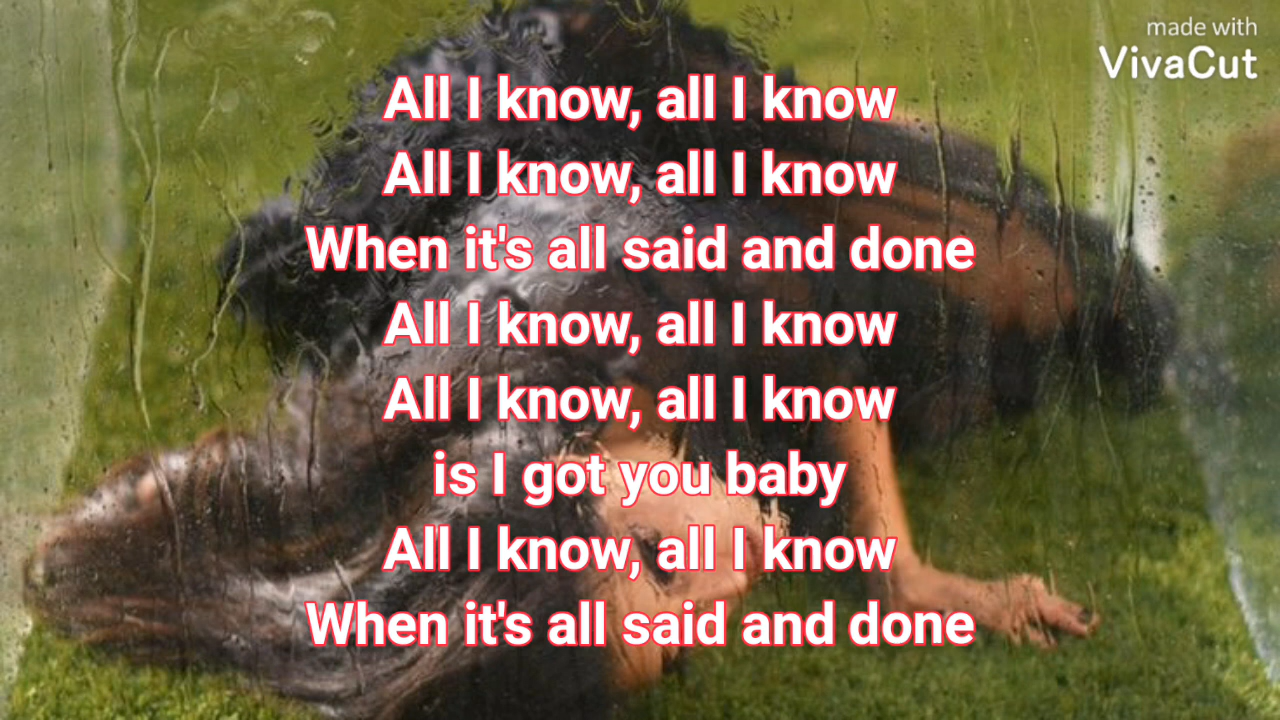 made with
VivaCut
All I know, all I know
All I know, all I know
When it's all said and done
All I know, all I know
All I know, all I know
is I got you baby
All I know, all I know
When it's all said and done